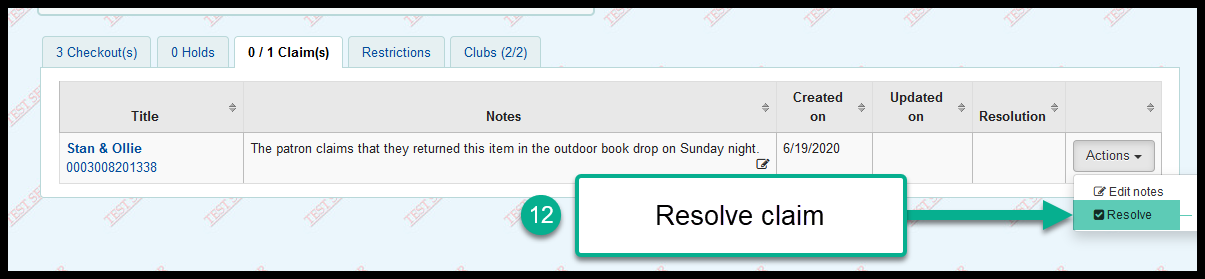 3 Checkout(s) 0 Holds 0 / 1 Claim(s) Restrictions Clubs (2/2)
Title Notes Created on Updated on Resolution
Stan & Ollie The patron claims that they returned this item in the outdoor book drop on Sunday night. 6/19/2020 Actions
0003008201338
Edit notes
12 Resolve claim Resolve